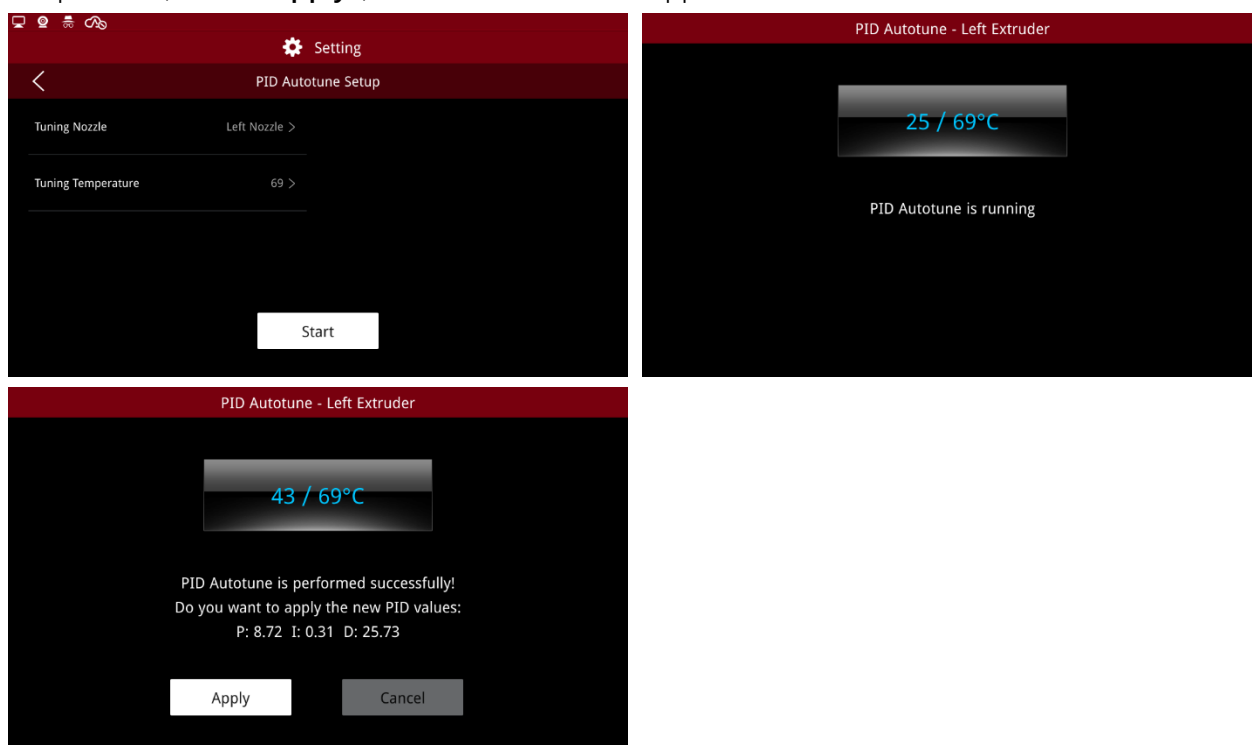 Apply
Setting
PID Autotune Setup
Tuning Nozzle Left Nozzle >
Tuning Temperature 69 >
Start
PID Autotune - Left Extruder
25 / 69°C
PID Autotune is running
PID Autotune - Left Extruder
43 / 69°C
PID Autotune is performed successfully!
Do you want to apply the new PID values:
P: 8.72 I: 0.31 D: 25.73
Apply Cancel